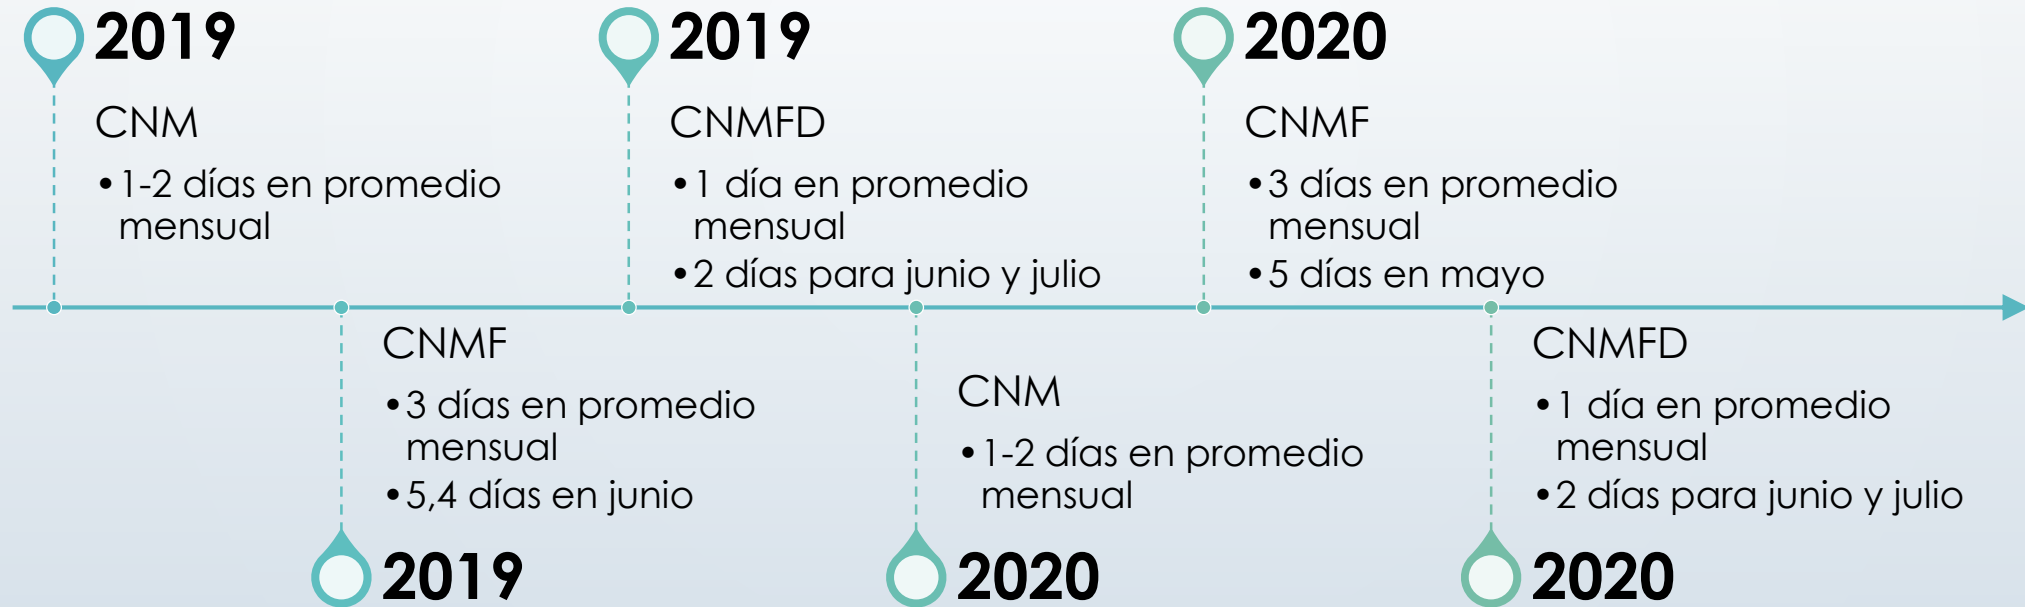 2019
CNM
•1-2 días en promedio
mensual
CNMF
•3 días en promedio
mensual
•5,4 días en junio
2019
2019
CNMFD
•1 día en promedio
mensual
•2 días para junio y julio
CNM
•1-2 días en promedio
mensual
2020
2020
CNMF
•3 días en promedio
mensual
•5 días en mayo
CNMFD
•1 día en promedio
mensual
•2 días para junio y julio
2020